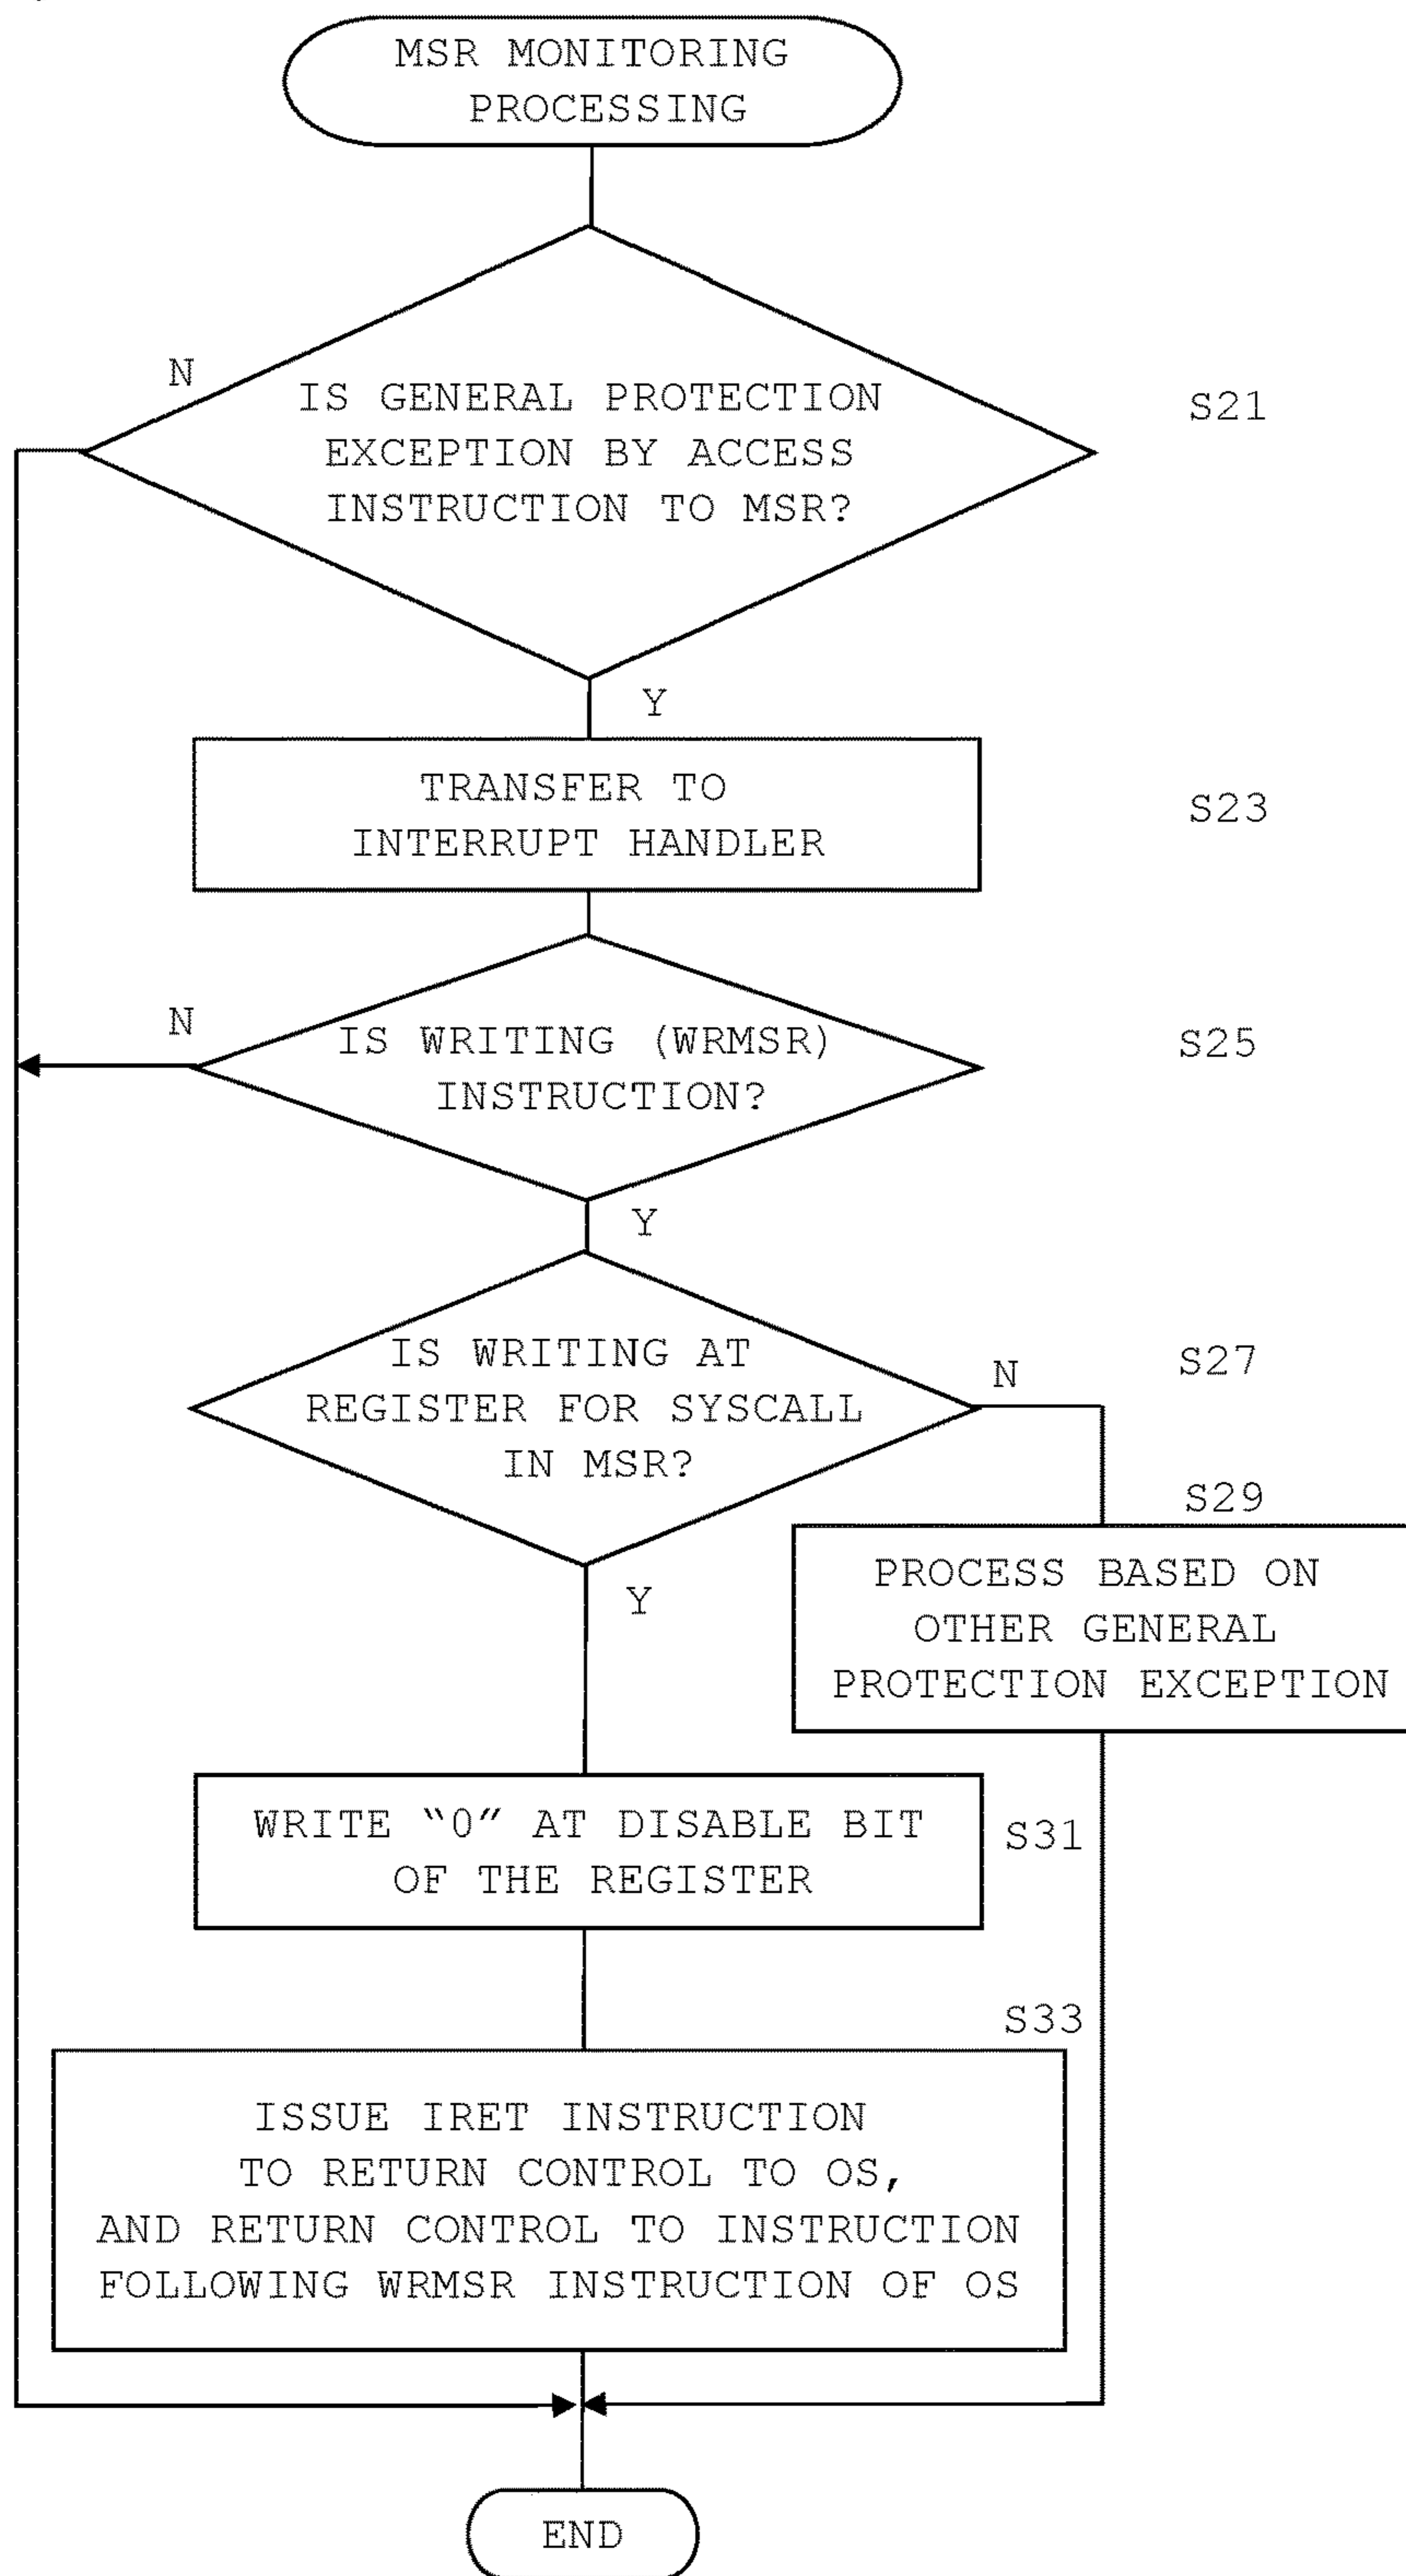 MSR MONITORING
PROCESSING
N
IS GENERAL PROTECTION
EXCEPTION BY ACCESS
INSTRUCTION TO MSR?
S21
Y
TRANSFER TO
INTERRUPT HANDLER
S23
N
IS WRITING (WRMSR)
INSTRUCTION?
S25
Y
IS WRITING AT
REGISTER FOR SYSCALL
IN MSR?
N
S27
S29
PROCESS BASED ON
OTHER GENERAL
PROTECTION EXCEPTION
Y
WRITE “0” AT DISABLE BIT
OF THE REGISTER
S31
S33
ISSUE IRET INSTRUCTION
TO RETURN CONTROL TO OS,
AND RETURN CONTROL TO INSTRUCTION
FOLLOWING WRMSR INSTRUCTION OF OS
END